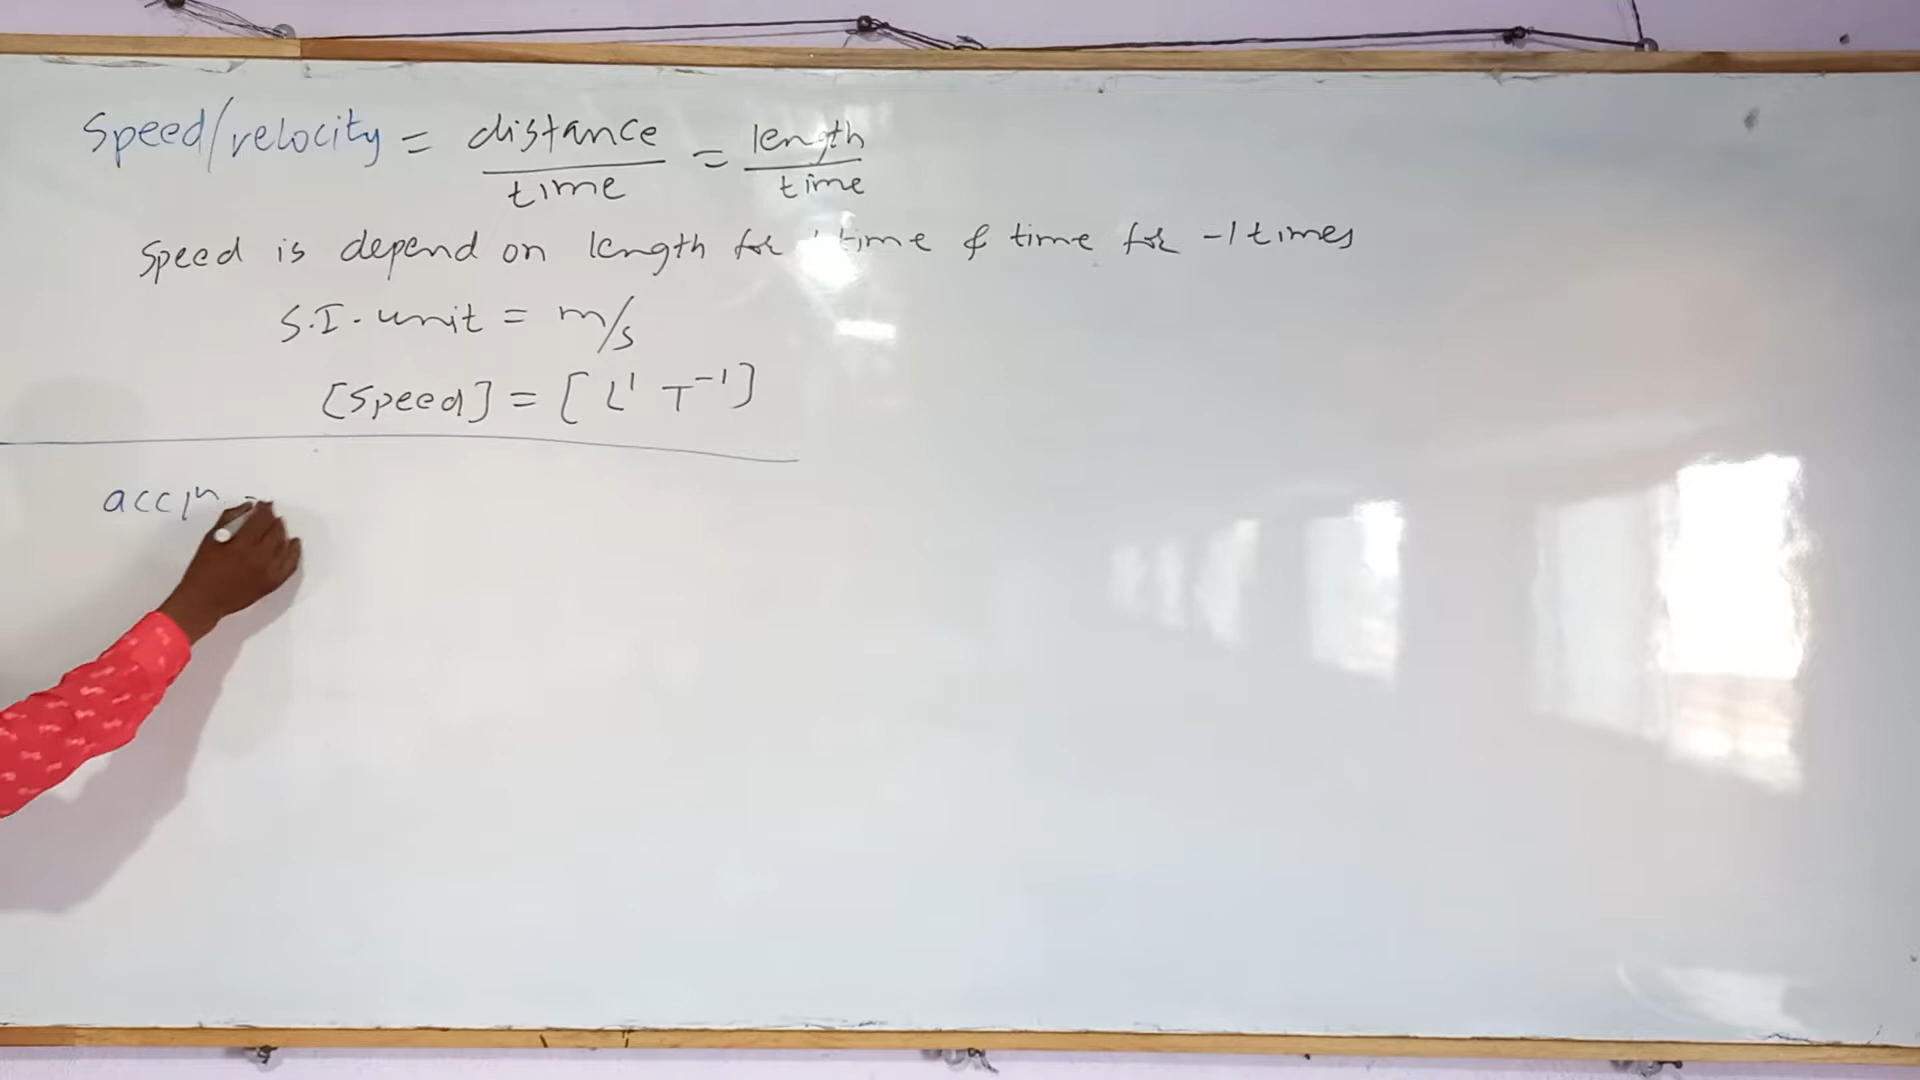 Speed/velocity = distance/time = length/time
Speed is depend on length for 1 time & time for -1 times
S.I. unit = m/s
[Speed] = [L¹ T⁻¹]
accⁿ =